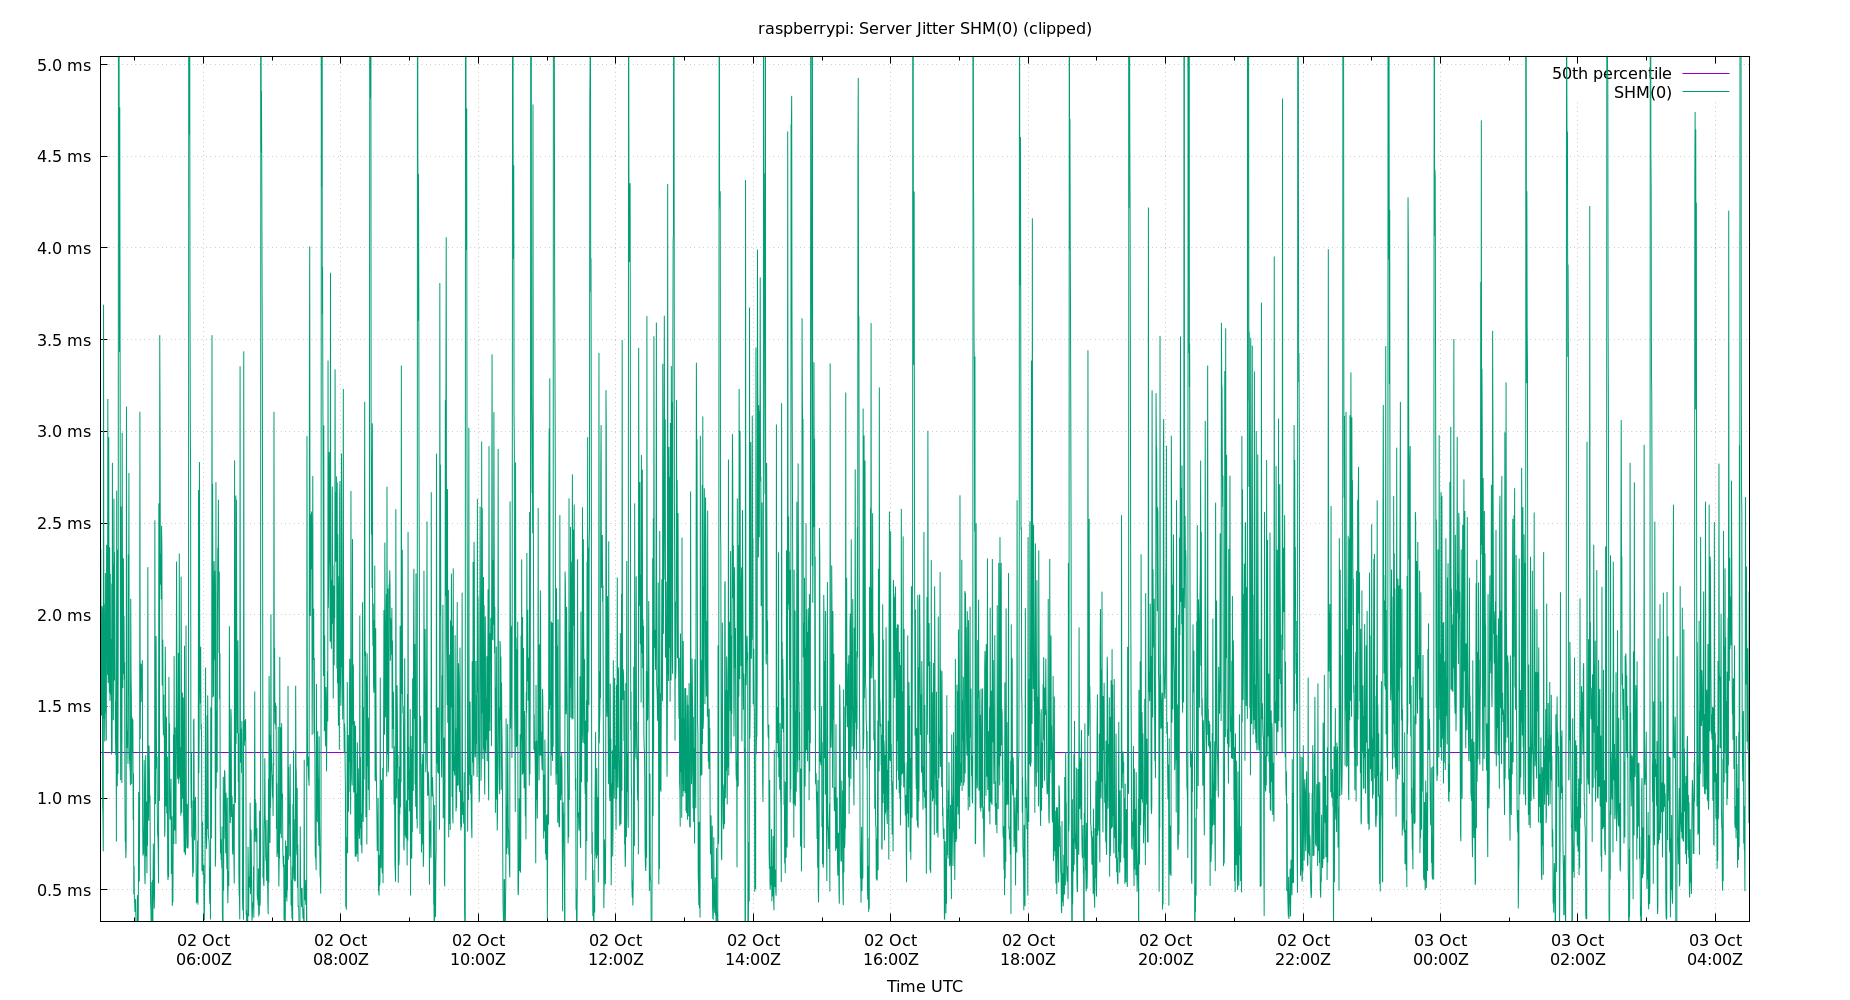 raspberrypi: Server Jitter SHM(0) (clipped)
50th percentile
SHM(0)
5.0 ms
4.5 ms
4.0 ms
3.5 ms
3.0 ms
2.5 ms
2.0 ms
1.5 ms
1.0 ms
0.5 ms
02 Oct 02 Oct 02 Oct 02 Oct 02 Oct 02 Oct 02 Oct 02 Oct 02 Oct 03 Oct 03 Oct 03 Oct
06:00Z 08:00Z 10:00Z 12:00Z 14:00Z 16:00Z 18:00Z 20:00Z 22:00Z 00:00Z 02:00Z 04:00Z
Time UTC